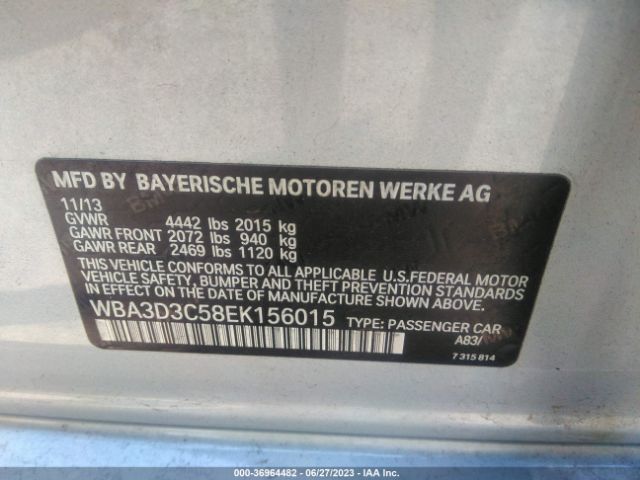 MFD BY BAYERISCHE MOTOREN WERKE AG
11/13
GVWR 4442 lbs 2015 kg
GAWR FRONT 2072 lbs 940 kg
GAWR REAR 2469 lbs 1120 kg
THIS VEHICLE CONFORMS TO ALL APPLICABLE U.S.FEDERAL MOTOR
VEHICLE SAFETY, BUMPER AND THEFT PREVENTION STANDARDS
IN EFFECT ON THE DATE OF MANUFACTURE SHOWN ABOVE.
WBA3D3C58EK156015 TYPE: PASSENGER CAR
A83/
7 315 814
000-36964482 - 06/27/2023 - IAA Inc.